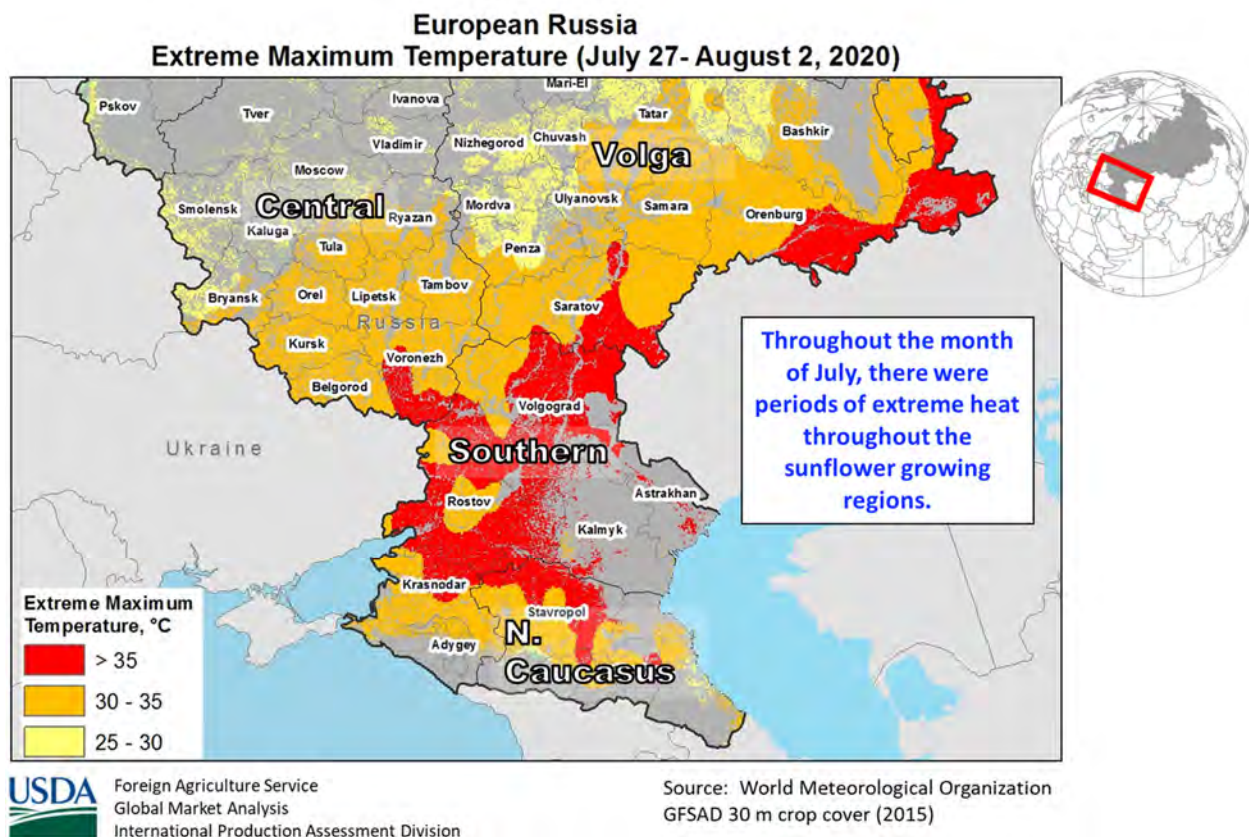 European Russia
Extreme Maximum Temperature (July 27- August 2, 2020)
Pskov
Tver
Ivanova
Mari-El
Vladimir
Nizhegorod
Chuvash
Tatar
Bashkir
Volga
Moscow
Smolensk
Central
Kaluga
Ryazan
Mordva
Ulyanovsk
Samara
Orenburg
Tula
Penza
Bryansk
Orel
Lipetsk
Tambov
Saratov
Russia
Kursk
Voronezh
Belgorod
Volgograd
Ukraine
Southern
Rostov
Astrakhan
Kalmyk
Krasnodar
Stavropol
Adygey
N.
Caucasus
Throughout the month
of July, there were
periods of extreme heat
throughout the
sunflower growing
regions.
Extreme Maximum
Temperature, °C
> 35
30 - 35
25 - 30
USDA
Foreign Agriculture Service
Global Market Analysis
International Production Assessment Division
Source: World Meteorological Organization
GFSAD 30 m crop cover (2015)